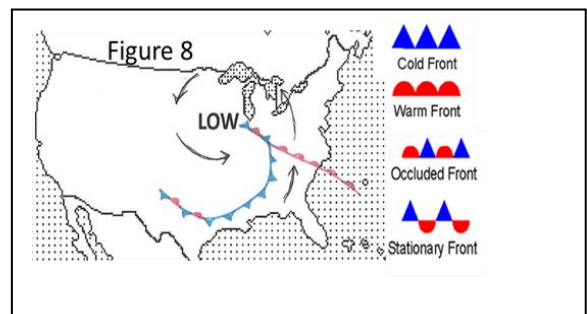 Figure 8
LOW
Cold Front
Warm Front
Occluded Front
Stationary Front